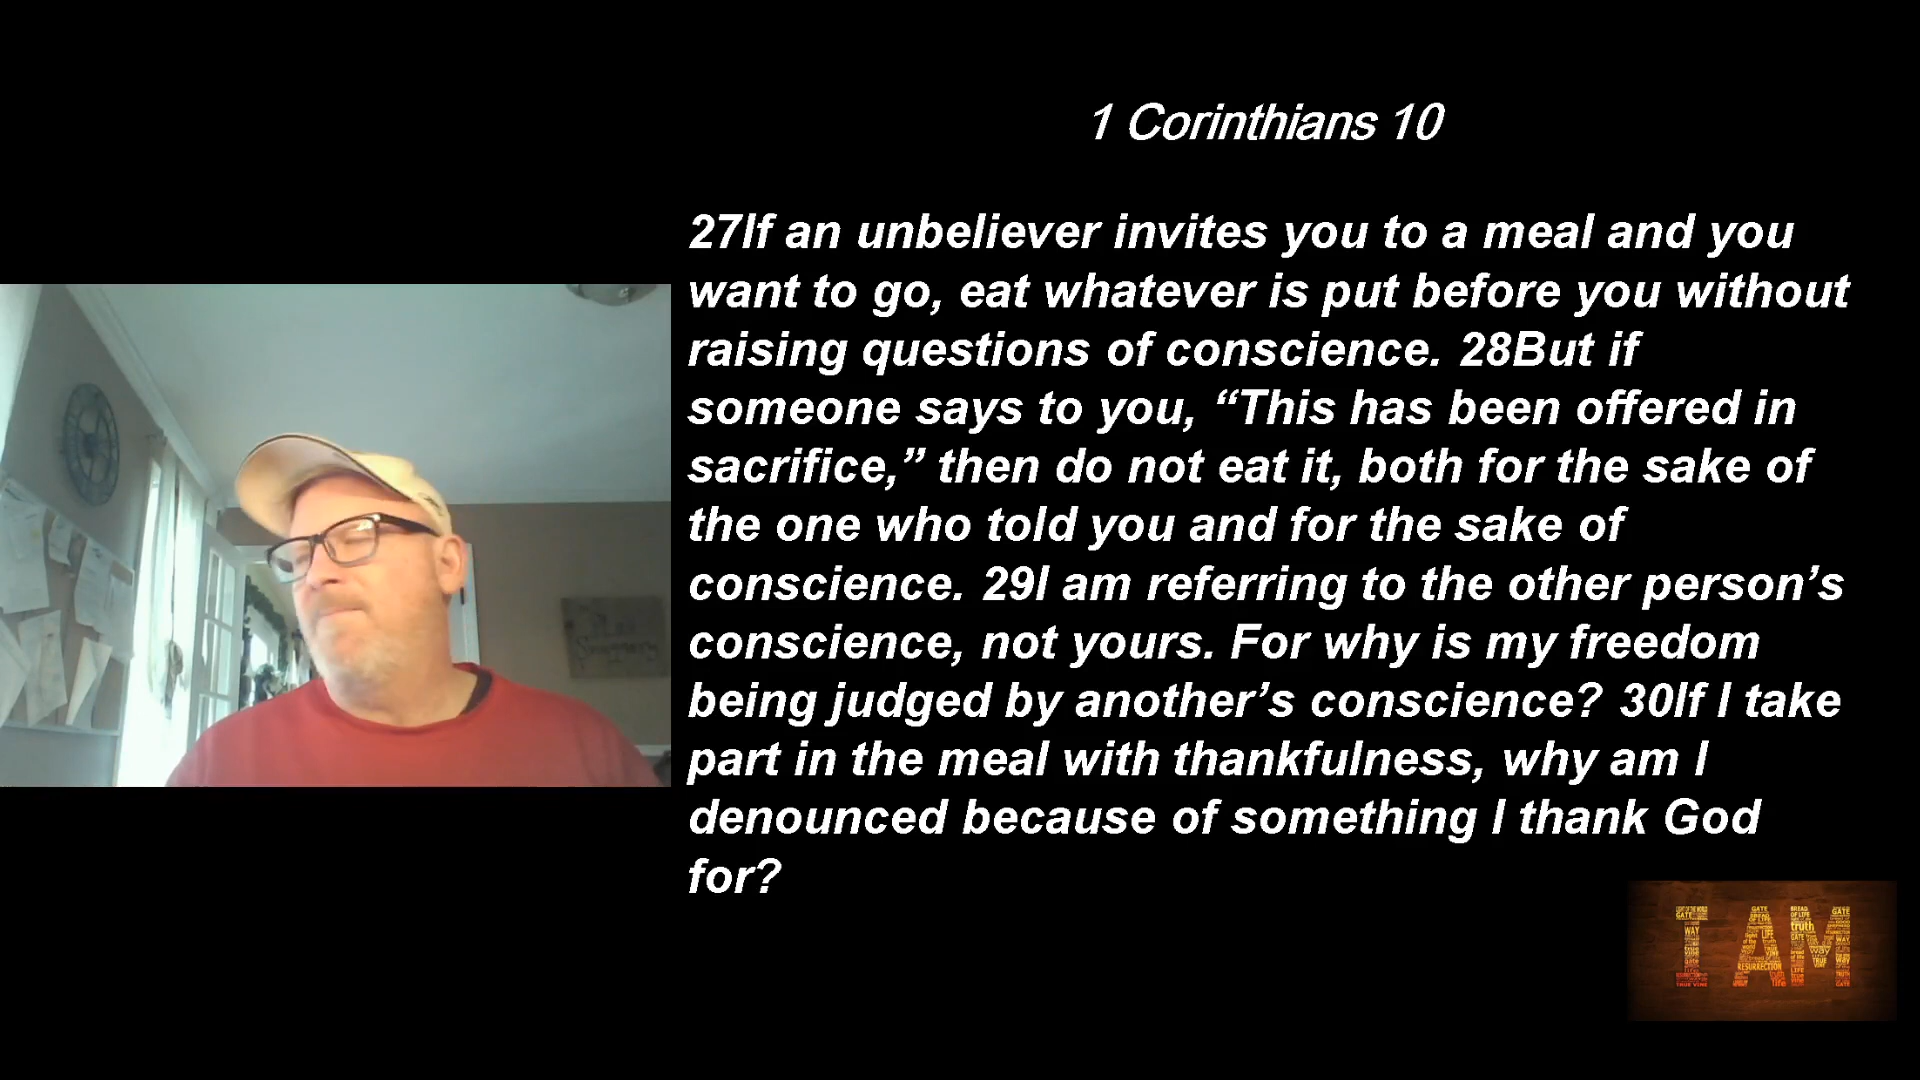 1 Corinthians 10
27If an unbeliever invites you to a meal and you
want to go, eat whatever is put before you without
raising questions of conscience. 28But if
someone says to you, “This has been offered in
sacrifice,” then do not eat it, both for the sake of
the one who told you and for the sake of
conscience. 29I am referring to the other person’s
conscience, not yours. For why is my freedom
being judged by another’s conscience? 30If I take
part in the meal with thankfulness, why am I
denounced because of something I thank God
for?
I AM